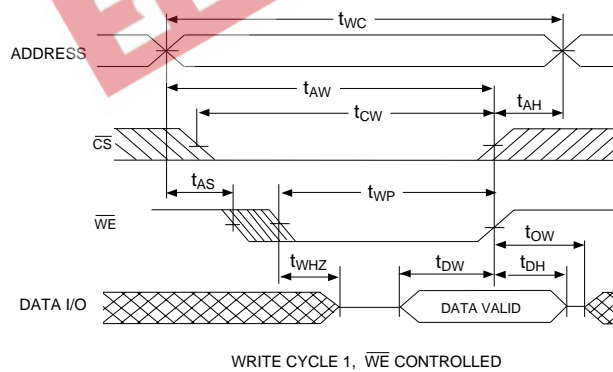 tWC
ADDRESS
tAW
tCW
tAH
CS
tAS
tWP
WE
tOW
tWHZ
tDW
tDH
DATA I/O
DATA VALID
WRITE CYCLE 1, WE CONTROLLED